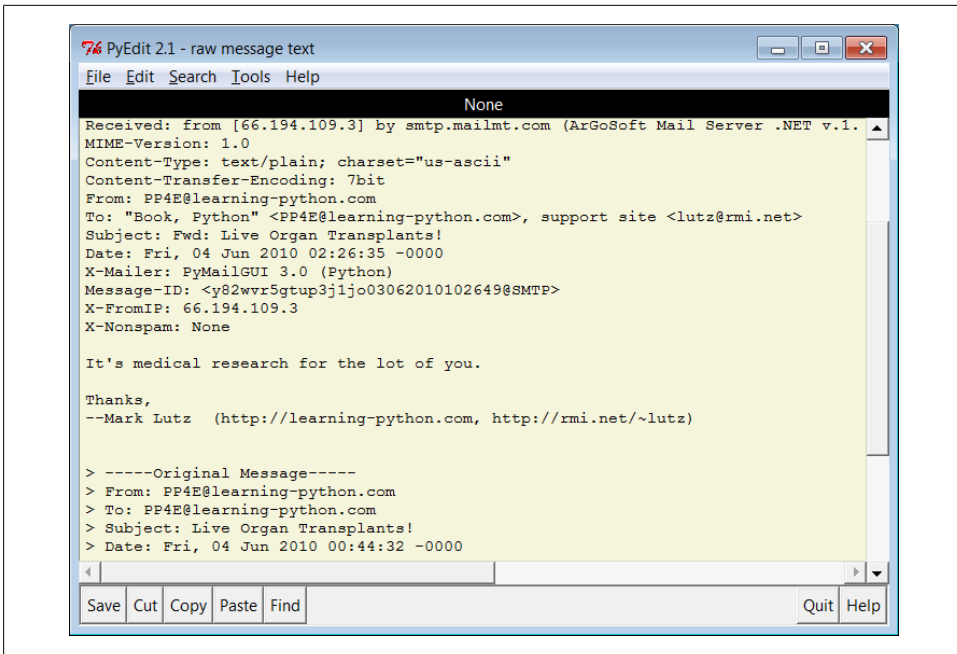 PyEdit 2.1 - raw message text
File Edit Search Tools Help
None
Received: from [66.194.109.3] by smtp.mailmt.com (ArGoSoft Mail Server .NET v.1.
MIME-Version: 1.0
Content-Type: text/plain; charset="us-ascii"
Content-Transfer-Encoding: 7bit
From: PP4E@learning-python.com
To: "Book, Python" <PP4E@learning-python.com>, support site <lutz@rmi.net>
Subject: Fwd: Live Organ Transplants!
Date: Fri, 04 Jun 2010 02:26:35 -0000
X-Mailer: PyMailGUI 3.0 (Python)
Message-ID: <y82wvr5gtup3j1jo03062010102649@SMTP>
X-FromIP: 66.194.109.3
X-Nonspam: None
It's medical research for the lot of you.
Thanks,
--Mark Lutz  (http://learning-python.com, http://rmi.net/~lutz)
> -----Original Message-----
> From: PP4E@learning-python.com
> To: PP4E@learning-python.com
> Subject: Live Organ Transplants!
> Date: Fri, 04 Jun 2010 00:44:32 -0000
Save Cut Copy Paste Find Quit Help